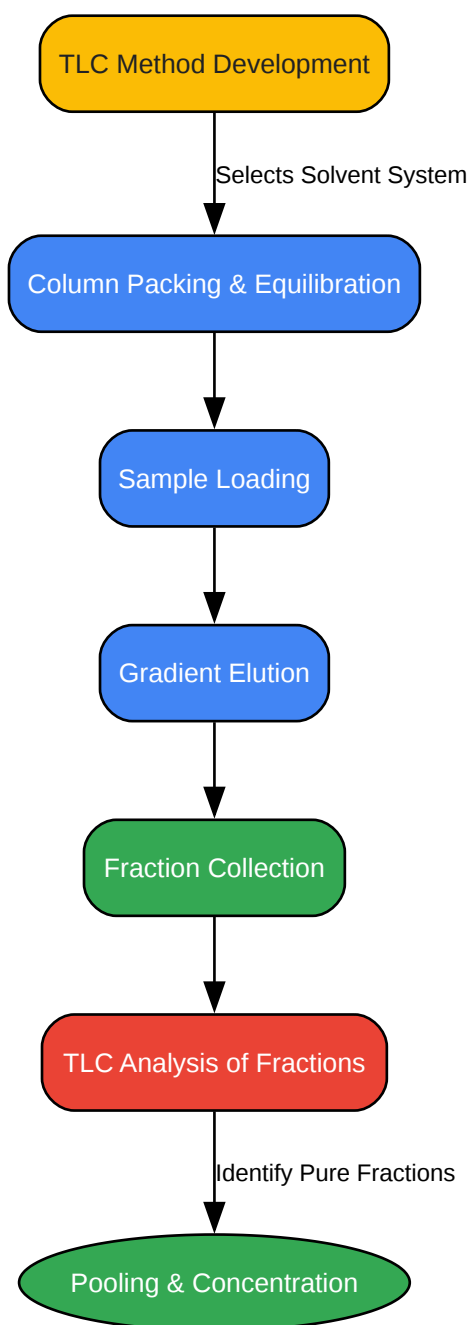 TLC Method Development
Selects Solvent System
Column Packing & Equilibration
Sample Loading
Gradient Elution
Fraction Collection
TLC Analysis of Fractions
Identify Pure Fractions
Pooling & Concentration